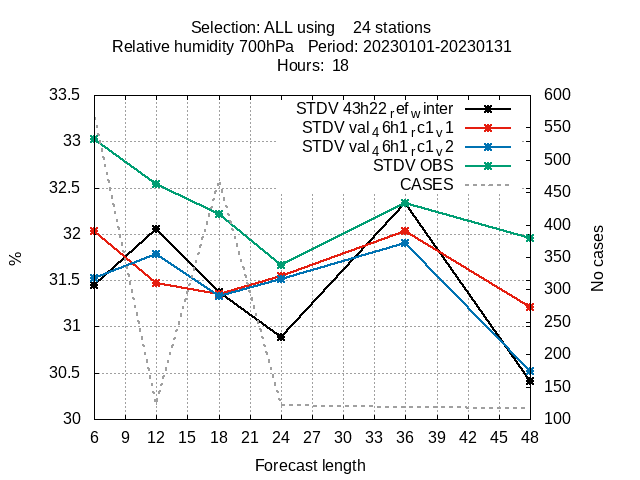 Selection: ALL using 24 stations
Relative humidity 700hPa Period: 20230101-20230131
Hours: 18
33.5
33
32.5
32
31.5
31
30.5
30
%
600
550
500
450
400
350
300
250
200
150
100
No cases
STDV 43h22_ref_winter
STDV val_46h1_rc1_v1
STDV val_46h1_rc1_v2
STDV OBS
CASES
6 9 12 15 18 21 24 27 30 33 36 39 42 45 48
Forecast length